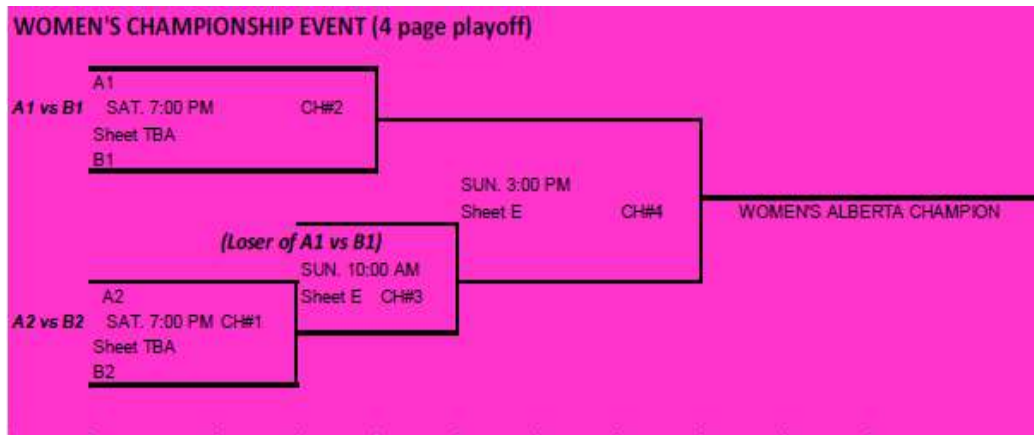 WOMEN'S CHAMPIONSHIP EVENT (4 page playoff)
A1
A1 vs B1 SAT. 7:00 PM CH#2
Sheet TBA
B1
SUN. 3:00 PM
Sheet E CH#4 WOMEN'S ALBERTA CHAMPION
(Loser of A1 vs B1)
SUN. 10:00 AM
Sheet E CH#3
A2
A2 vs B2 SAT. 7:00 PM CH#1
Sheet TBA
B2